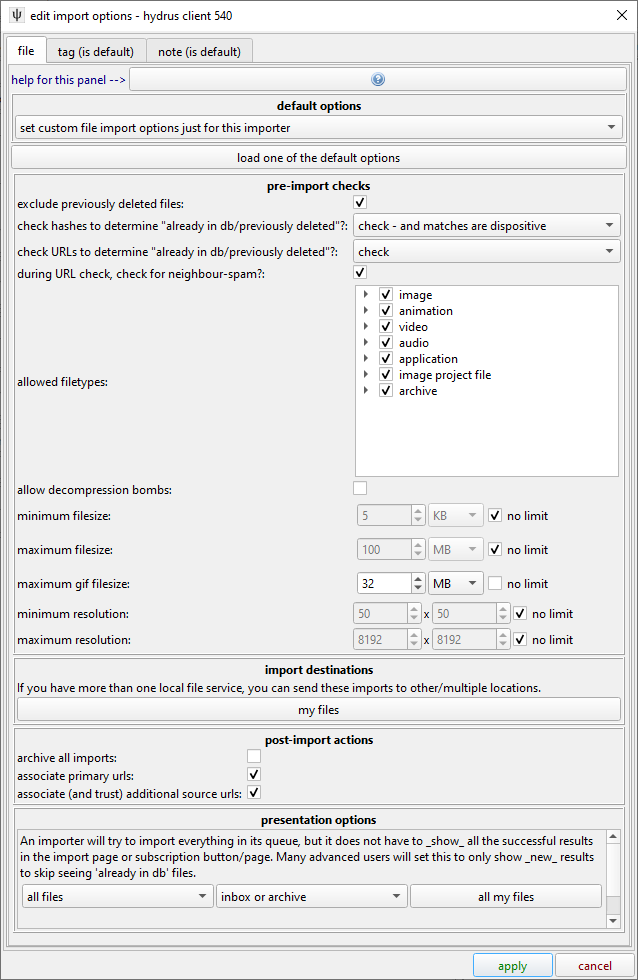 edit import options - hydrus client 540
file
tag (is default)
note (is default)
help for this panel -->
default options
set custom file import options just for this importer
load one of the default options
pre-import checks
exclude previously deleted files:
check hashes to determine "already in db/previously deleted"?: check - and matches are dispositive
check URLs to determine "already in db/previously deleted"?: check
during URL check, check for neighbour-spam?:
image
animation
video
audio
application
image project file
archive
allowed filetypes:
allow decompression bombs:
minimum filesize: 5 KB no limit
maximum filesize: 100 MB no limit
maximum gif filesize: 32 MB no limit
minimum resolution: 50 x 50 no limit
maximum resolution: 8192 x 8192 no limit
import destinations
If you have more than one local file service, you can send these imports to other/multiple locations.
my files
post-import actions
archive all imports:
associate primary urls:
associate (and trust) additional source urls:
presentation options
An importer will try to import everything in its queue, but it does not have to _show_ all the successful results
in the import page or subscription button/page. Many advanced users will set this to only show _new_ results
to skip seeing 'already in db' files.
all files inbox or archive all my files
apply cancel